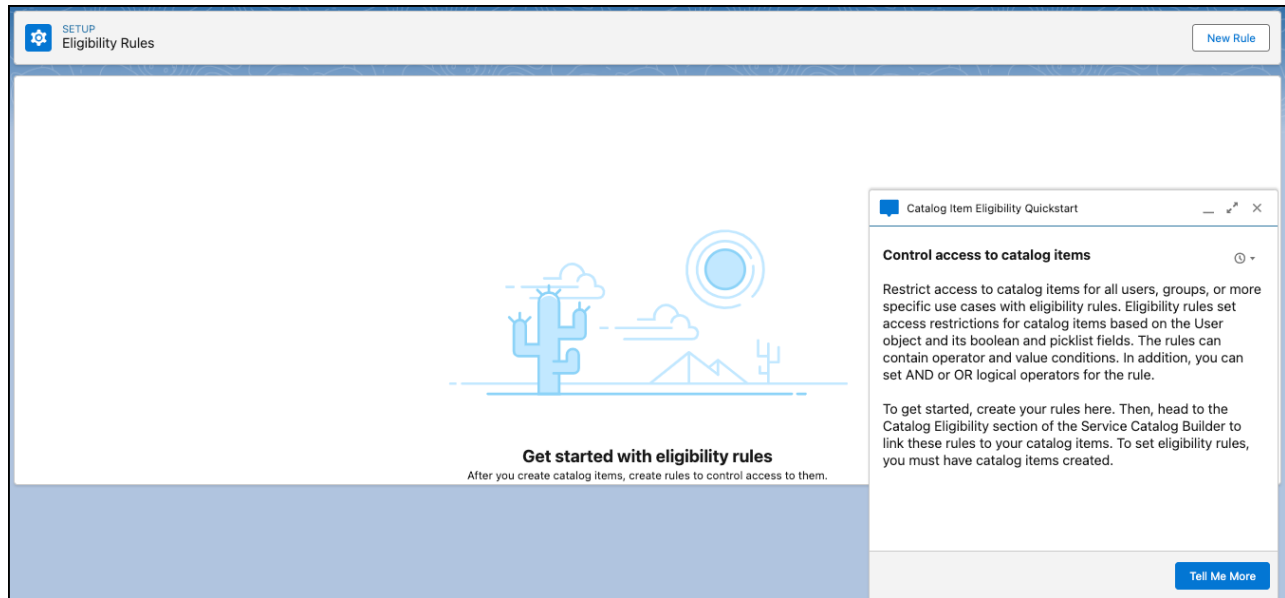 SETUP
Eligibility Rules
New Rule
Get started with eligibility rules
After you create catalog items, create rules to control access to them.
Catalog Item Eligibility Quickstart
Control access to catalog items
Restrict access to catalog items for all users, groups, or more
specific use cases with eligibility rules. Eligibility rules set
access restrictions for catalog items based on the User
object and its boolean and picklist fields. The rules can
contain operator and value conditions. In addition, you can
set AND or OR logical operators for the rule.
To get started, create your rules here. Then, head to the
Catalog Eligibility section of the Service Catalog Builder to
link these rules to your catalog items. To set eligibility rules,
you must have catalog items created.
Tell Me More